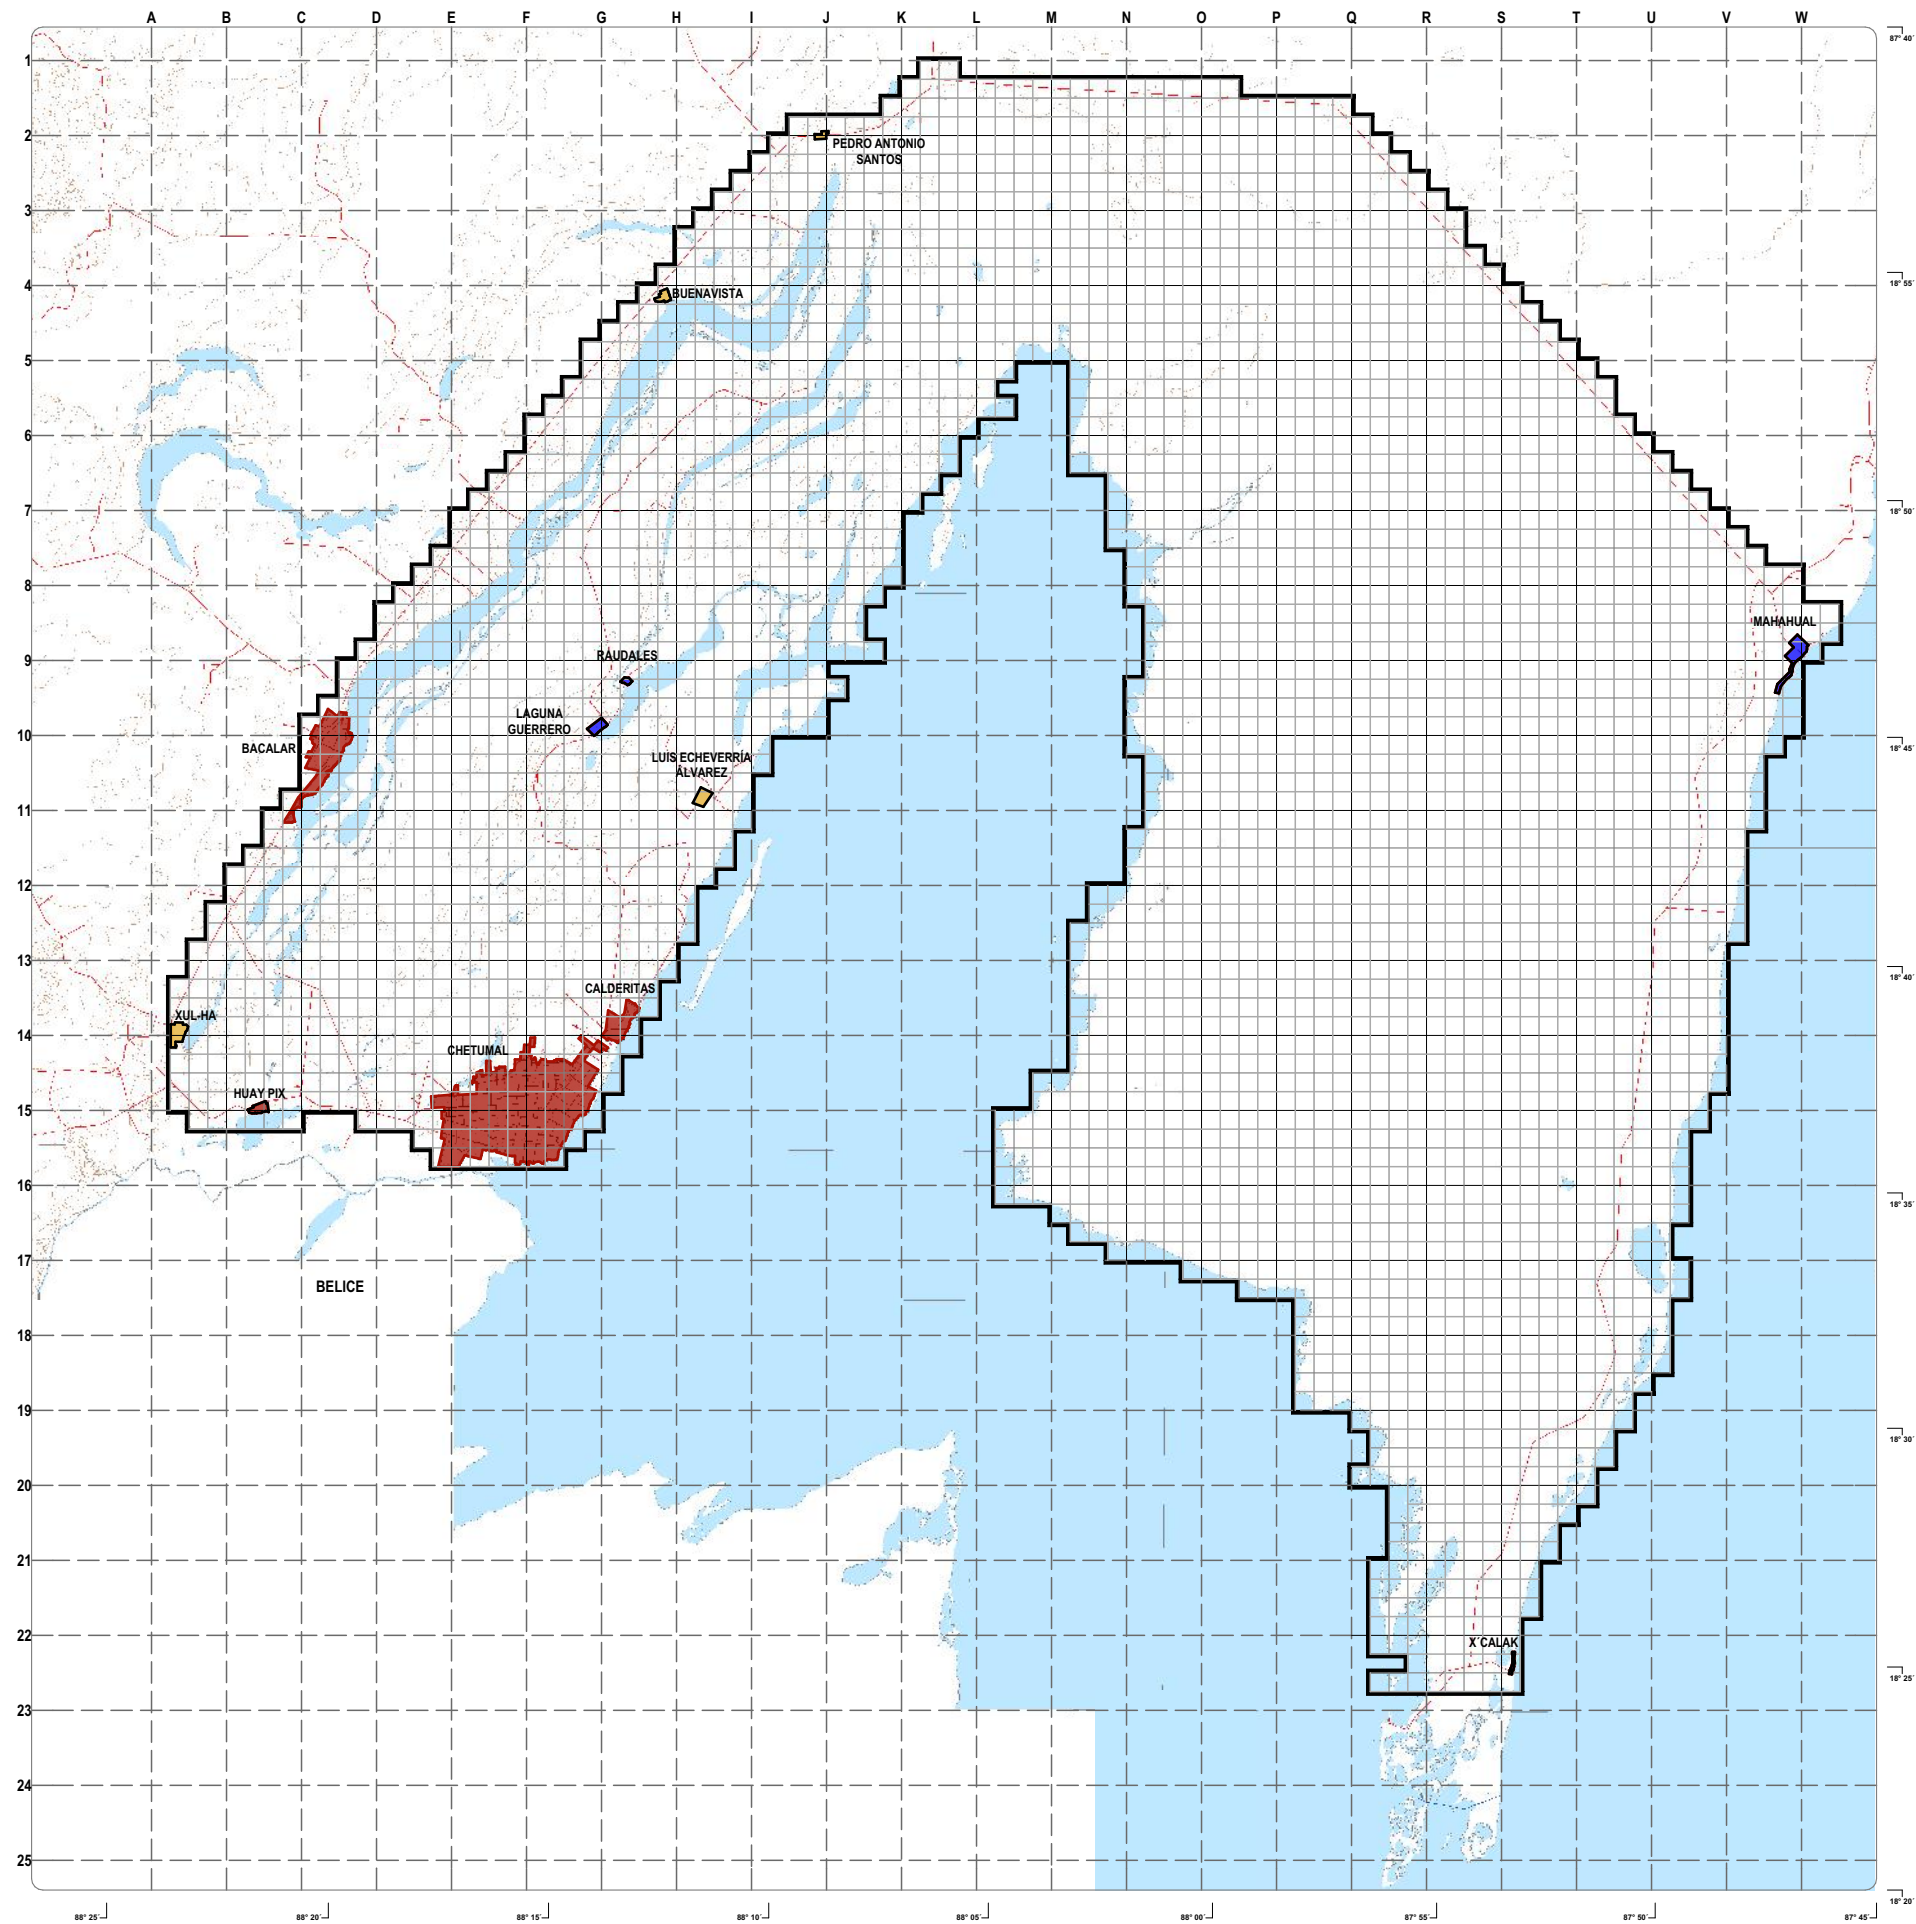 A B C D E F G H I J K L M N O P Q R S T U V W
87° 40´
1
2
PEDRO ANTONIO
SANTOS
3
4
18° 55´
BUENAVISTA
5
6
7
18° 50´
8
MAHAHUAL
9
RAUDALES
LAGUNA
GUERRERO
10
BACALAR
18° 45´
LUIS ECHEVERRÍA
ÁLVAREZ
11
12
13
18° 40´
CALDERITAS
XUL-HA
14
CHETUMAL
HUAY PIX
15
16
18° 35´
17
BELICE
18
19
18° 30´
20
21
22
X´CALAK
18° 25´
23
24
25
18° 20´
88° 25´ 88° 20´ 88° 15´ 88° 10´ 88° 05´ 88° 00´ 87° 55´ 87° 50´ 87° 45´